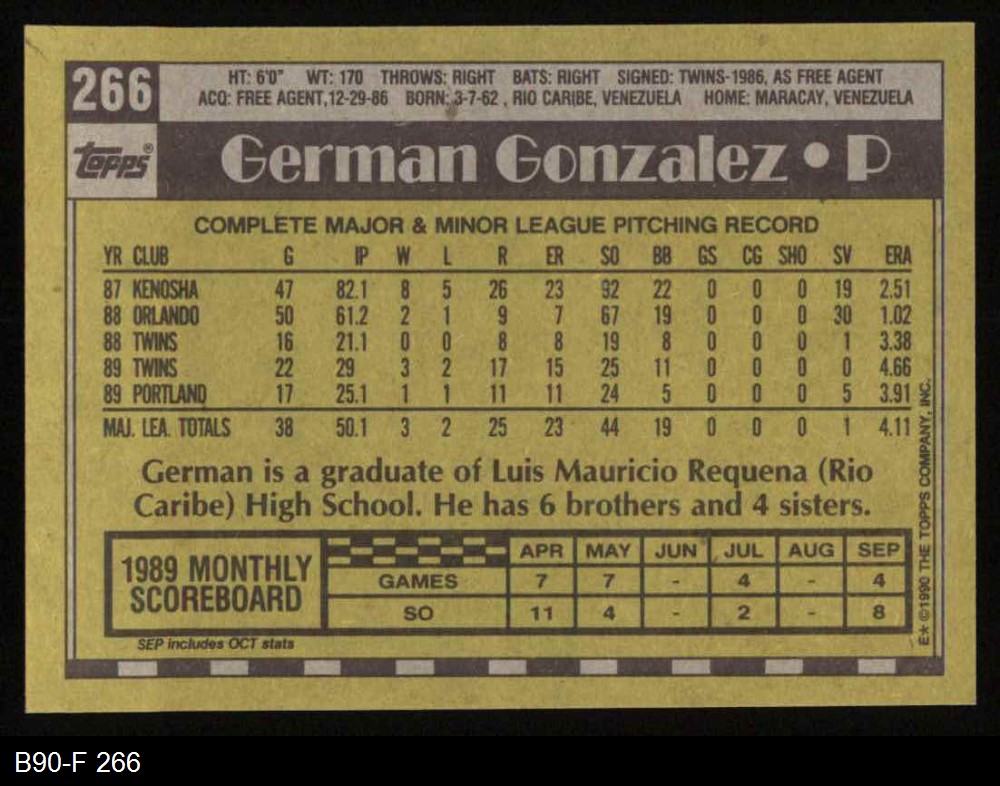 266
HT: 6'0" WT: 170 THROWS: RIGHT BATS: RIGHT SIGNED: TWINS-1986, AS FREE AGENT
ACQ: FREE AGENT,12-29-86 BORN: 3-7-62 , RIO CARIBE, VENEZUELA HOME: MARACAY, VENEZUELA
Topps®
German Gonzalez • P
COMPLETE MAJOR & MINOR LEAGUE PITCHING RECORD
YR CLUB G IP W L R ER SO BB GS CG SHO SV ERA
87 KENOSHA 47 82.1 8 5 26 23 92 22 0 0 0 19 2.51
88 ORLANDO 50 61.2 2 1 9 7 67 19 0 0 0 30 1.02
88 TWINS 16 21.1 0 0 8 8 19 8 0 0 0 1 3.38
89 TWINS 22 29 3 2 17 15 25 11 0 0 0 0 4.66
89 PORTLAND 17 25.1 1 1 11 11 24 5 0 0 0 5 3.91
MAJ. LEA. TOTALS 38 50.1 3 2 25 23 44 19 0 0 0 1 4.11
German is a graduate of Luis Mauricio Requena (Rio
Caribe) High School. He has 6 brothers and 4 sisters.
1989 MONTHLY
SCOREBOARD
APR MAY JUN JUL AUG SEP
GAMES 7 7 - 4 - 4
SO 11 4 - 2 - 8
SEP includes OCT stats
E* ©1990 THE TOPPS COMPANY, INC.
B90-F 266